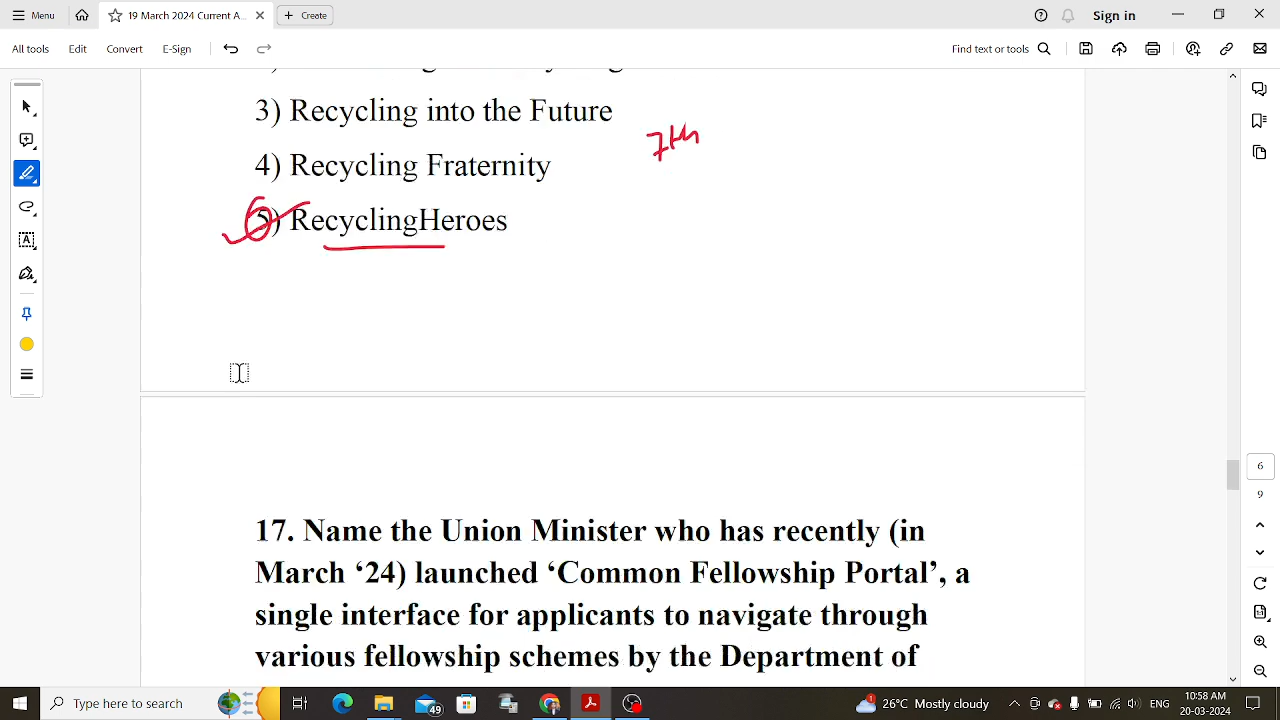 Menu
19 March 2024 Current A...
Create
Sign in
All tools
Edit
Convert
E-Sign
Find text or tools
3) Recycling into the Future
7th
4) Recycling Fraternity
5) RecyclingHeroes
17. Name the Union Minister who has recently (in
March ‘24) launched ‘Common Fellowship Portal’, a
single interface for applicants to navigate through
various fellowship schemes by the Department of
6
9
Type here to search
49
1
26°C Mostly cloudy
ENG
10:58 AM
20-03-2024